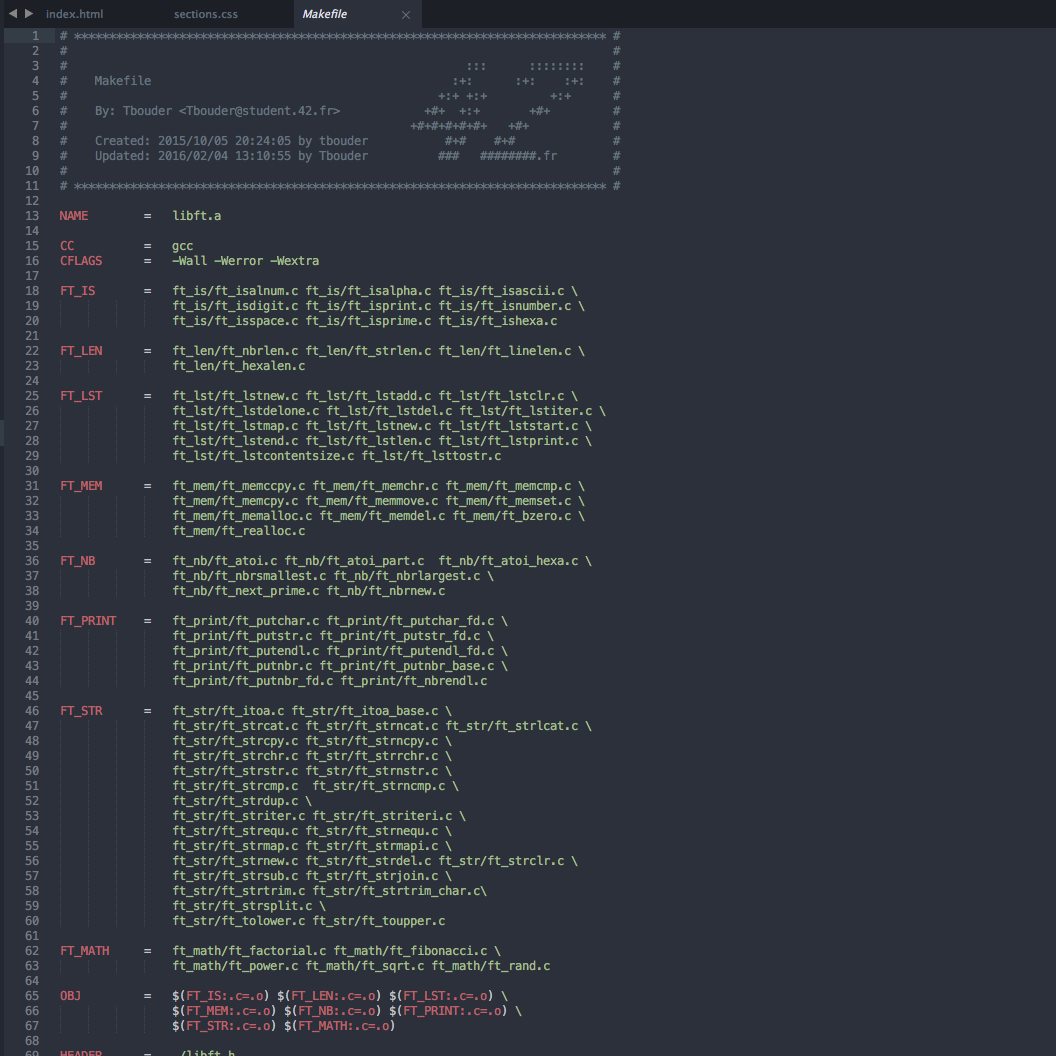 index.html sections.css Makefile
1 # **************************************************************************** #
2 # #
3 # ::: :::::::: #
4 # Makefile :+: :+: :+: #
5 # +:+ +:+ +:+ #
6 # By: Tbouder <Tbouder@student.42.fr> +#+ +:+ +#+ #
7 # +#+#+#+#+#+ +#+ #
8 # Created: 2015/10/05 20:24:05 by tbouder #+# #+# #
9 # Updated: 2016/02/04 13:10:55 by Tbouder ### ########.fr #
10 # #
11 # **************************************************************************** #
12
13 NAME = libft.a
14
15 CC = gcc
16 CFLAGS = -Wall -Werror -Wextra
17
18 FT_IS = ft_is/ft_isalnum.c ft_is/ft_isalpha.c ft_is/ft_isascii.c \
19 ft_is/ft_isdigit.c ft_is/ft_isprint.c ft_is/ft_isnumber.c \
20 ft_is/ft_isspace.c ft_is/ft_isprime.c ft_is/ft_ishexa.c
21
22 FT_LEN = ft_len/ft_nbrlen.c ft_len/ft_strlen.c ft_len/ft_linelen.c \
23 ft_len/ft_hexalen.c
24
25 FT_LST = ft_lst/ft_lstnew.c ft_lst/ft_lstadd.c ft_lst/ft_lstclr.c \
26 ft_lst/ft_lstdelone.c ft_lst/ft_lstdel.c ft_lst/ft_lstiter.c \
27 ft_lst/ft_lstmap.c ft_lst/ft_lstnew.c ft_lst/ft_lststart.c \
28 ft_lst/ft_lstend.c ft_lst/ft_lstlen.c ft_lst/ft_lstprint.c \
29 ft_lst/ft_lstcontentsize.c ft_lst/ft_lsttostr.c
30
31 FT_MEM = ft_mem/ft_memccpy.c ft_mem/ft_memchr.c ft_mem/ft_memcmp.c \
32 ft_mem/ft_memcpy.c ft_mem/ft_memmove.c ft_mem/ft_memset.c \
33 ft_mem/ft_memalloc.c ft_mem/ft_memdel.c ft_mem/ft_bzero.c \
34 ft_mem/ft_realloc.c
35
36 FT_NB = ft_nb/ft_atoi.c ft_nb/ft_atoi_part.c ft_nb/ft_atoi_hexa.c \
37 ft_nb/ft_nbrsmallest.c ft_nb/ft_nbrlargest.c \
38 ft_nb/ft_next_prime.c ft_nb/ft_nbrnew.c
39
40 FT_PRINT = ft_print/ft_putchar.c ft_print/ft_putchar_fd.c \
41 ft_print/ft_putstr.c ft_print/ft_putstr_fd.c \
42 ft_print/ft_putendl.c ft_print/ft_putendl_fd.c \
43 ft_print/ft_putnbr.c ft_print/ft_putnbr_base.c \
44 ft_print/ft_putnbr_fd.c ft_print/ft_nbrendl.c
45
46 FT_STR = ft_str/ft_itoa.c ft_str/ft_itoa_base.c \
47 ft_str/ft_strcat.c ft_str/ft_strncat.c ft_str/ft_strlcat.c \
48 ft_str/ft_strcpy.c ft_str/ft_strncpy.c \
49 ft_str/ft_strchr.c ft_str/ft_strrchr.c \
50 ft_str/ft_strstr.c ft_str/ft_strnstr.c \
51 ft_str/ft_strcmp.c ft_str/ft_strncmp.c \
52 ft_str/ft_strdup.c \
53 ft_str/ft_striter.c ft_str/ft_striteri.c \
54 ft_str/ft_strequ.c ft_str/ft_strnequ.c \
55 ft_str/ft_strmap.c ft_str/ft_strmapi.c \
56 ft_str/ft_strnew.c ft_str/ft_strdel.c ft_str/ft_strclr.c \
57 ft_str/ft_strsub.c ft_str/ft_strjoin.c \
58 ft_str/ft_strtrim.c ft_str/ft_strtrim_char.c\
59 ft_str/ft_strsplit.c \
60 ft_str/ft_tolower.c ft_str/ft_toupper.c
61
62 FT_MATH = ft_math/ft_factorial.c ft_math/ft_fibonacci.c \
63 ft_math/ft_power.c ft_math/ft_sqrt.c ft_math/ft_rand.c
64
65 OBJ = $(FT_IS:.c=.o) $(FT_LEN:.c=.o) $(FT_LST:.c=.o) \
66 $(FT_MEM:.c=.o) $(FT_NB:.c=.o) $(FT_PRINT:.c=.o) \
67 $(FT_STR:.c=.o) $(FT_MATH:.c=.o)
68
69 HEADER = ./libft.h